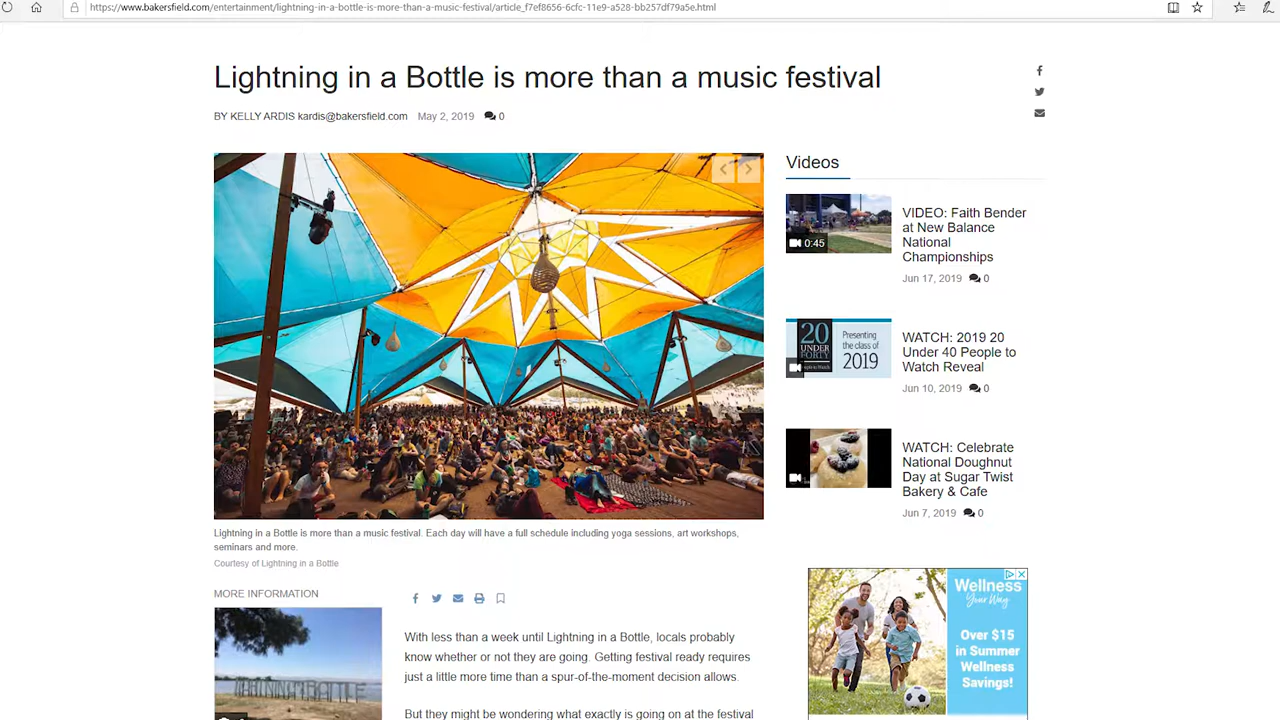 https://www.bakersfield.com/entertainment/lightning-in-a-bottle-is-more-than-a-music-festival/article_f7ef8656-6cfc-11e9-a528-bb257df79a5e.html
Lightning in a Bottle is more than a music festival
BY KELLY ARDIS kardis@bakersfield.com May 2, 2019 0
Lightning in a Bottle is more than a music festival. Each day will have a full schedule including yoga sessions, art workshops,
seminars and more.
Courtesy of Lightning in a Bottle
MORE INFORMATION
With less than a week until Lightning in a Bottle, locals probably
know whether or not they are going. Getting festival ready requires
just a little more time than a spur-of-the-moment decision allows.
But they might be wondering what exactly is going on at the festival
Videos
0:45
VIDEO: Faith Bender
at New Balance
National
Championships
Jun 17, 2019 0
20
UNDER
FORTY
Presenting
the class of
2019
WATCH: 2019 20
Under 40 People to
Watch Reveal
Jun 10, 2019 0
WATCH: Celebrate
National Doughnut
Day at Sugar Twist
Bakery & Cafe
Jun 7, 2019 0
Wellness
Your Way
Over $15
in Summer
Wellness
Savings!